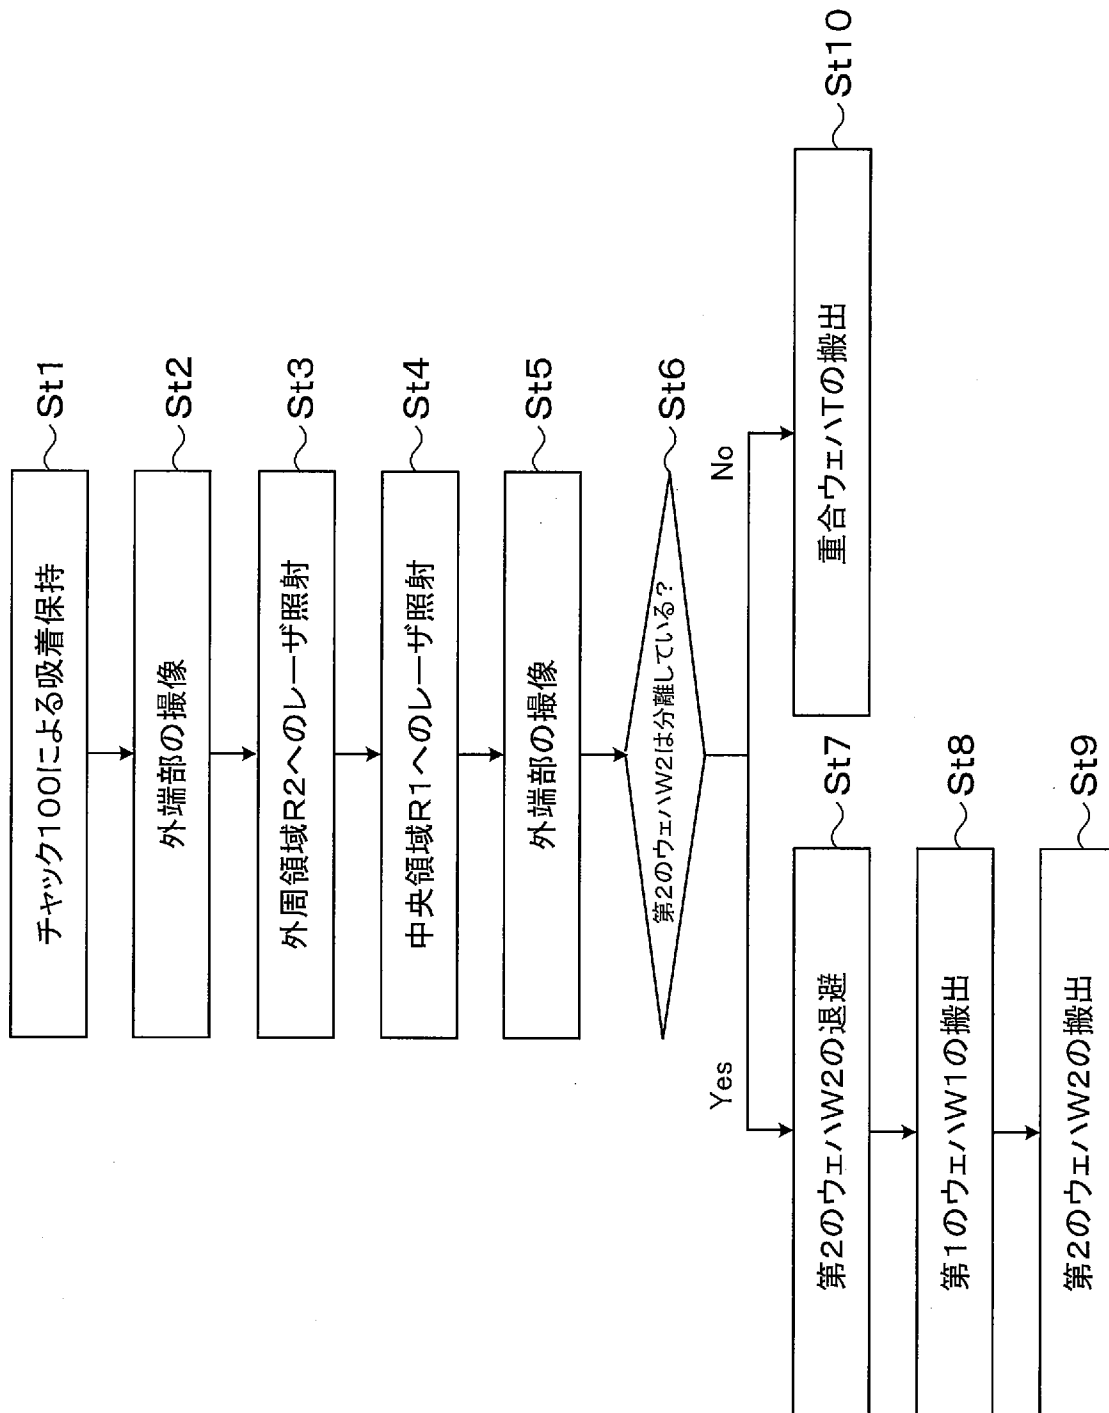 チャック100による吸着保持
St1
外端部の撮像
St2
外周領域R2へのレーザ照射
St3
中央領域R1へのレーザ照射
St4
外端部の撮像
St5
第2のウェハW2は分離している？
St6
Yes
No
第2のウェハW2の退避
St7
第1のウェハW1の搬出
St8
第2のウェハW2の搬出
St9
重合ウェハTの搬出
St10